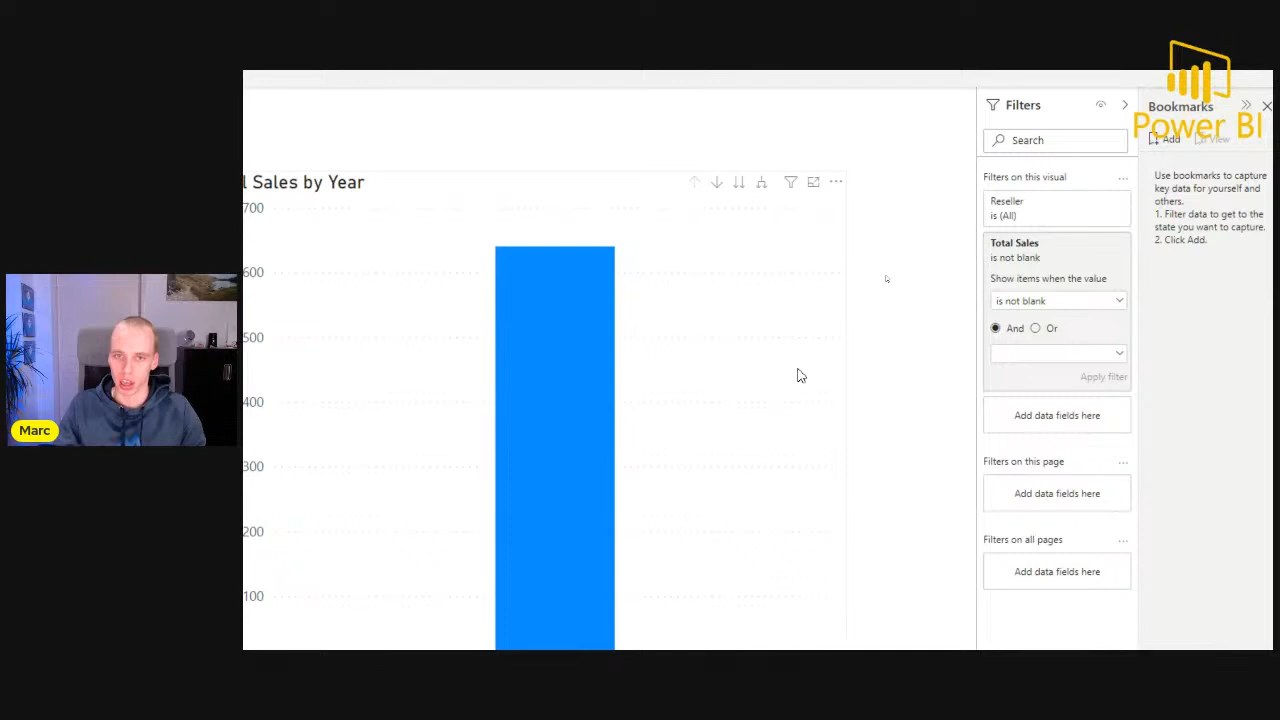 Power BI
Filters
Bookmarks
Search
Add
View
Filters on this visual
Reseller
is (All)
Total Sales
is not blank
Show items when the value
is not blank
And
Or
Apply filter
Add data fields here
Filters on this page
Add data fields here
Filters on all pages
Add data fields here
Use bookmarks to capture
key data for yourself and
others.
1. Filter data to get to the
state you want to capture.
2. Click Add.
l Sales by Year
700
600
500
400
300
200
100
Marc